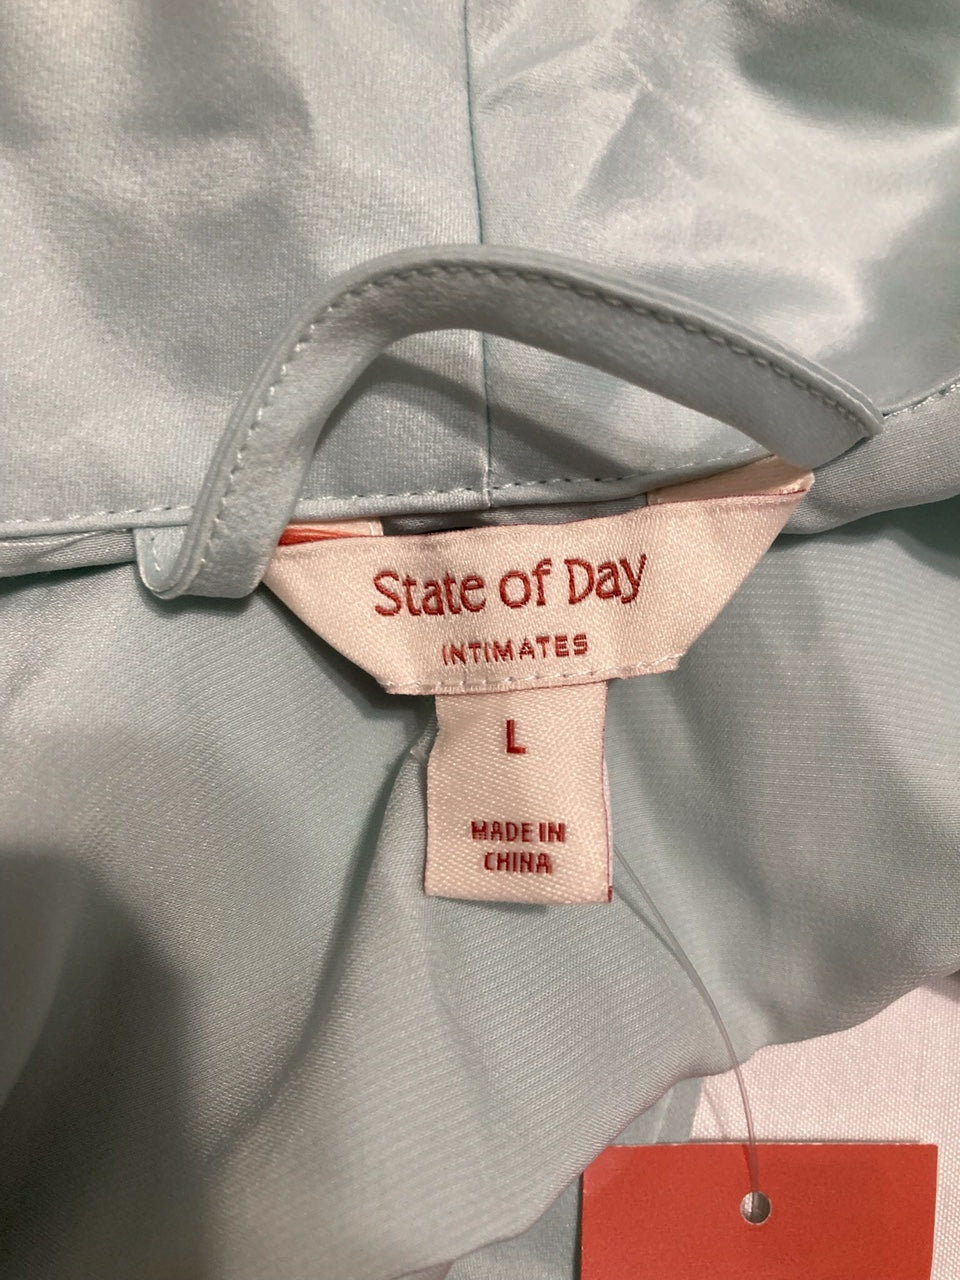 State of Day
INTIMATES
L
MADE IN
CHINA